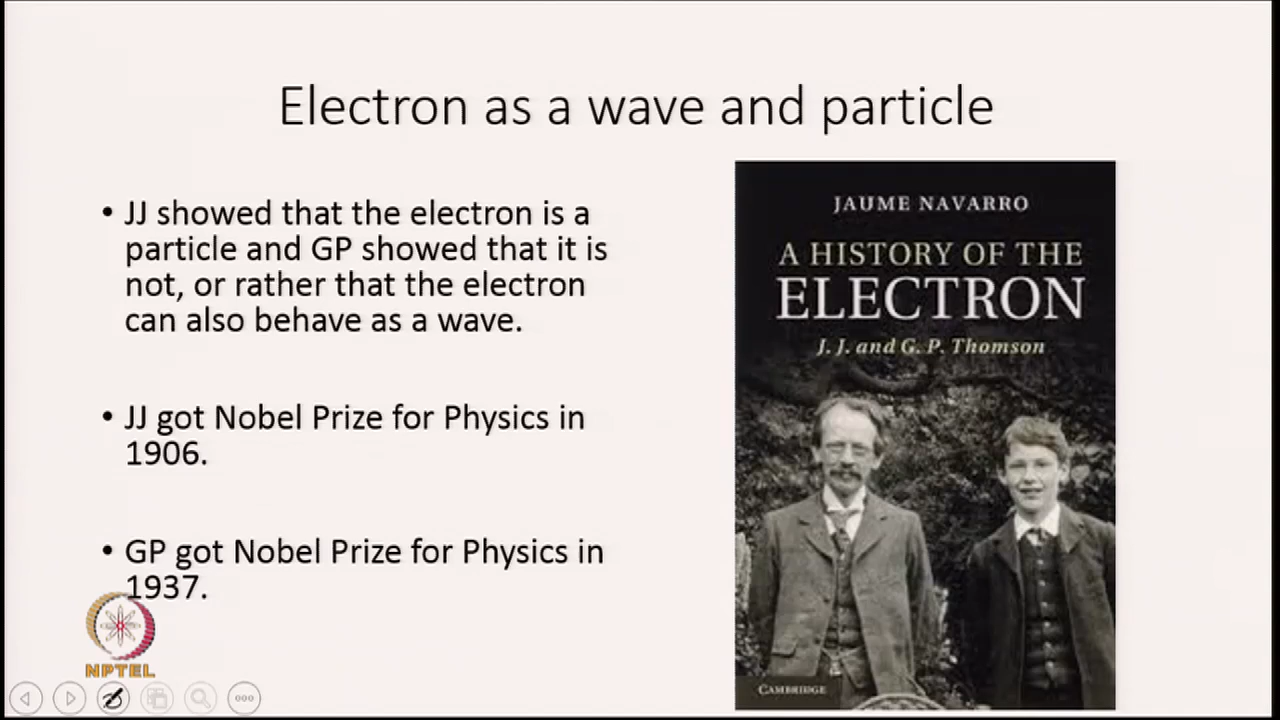 Electron as a wave and particle
• JJ showed that the electron is a
particle and GP showed that it is
not, or rather that the electron
can also behave as a wave.
• JJ got Nobel Prize for Physics in
1906.
• GP got Nobel Prize for Physics in
1937.
JAUME NAVARRO
A HISTORY OF THE
ELECTRON
J. J. and G. P. Thomson
CAMBRIDGE
NPTEL